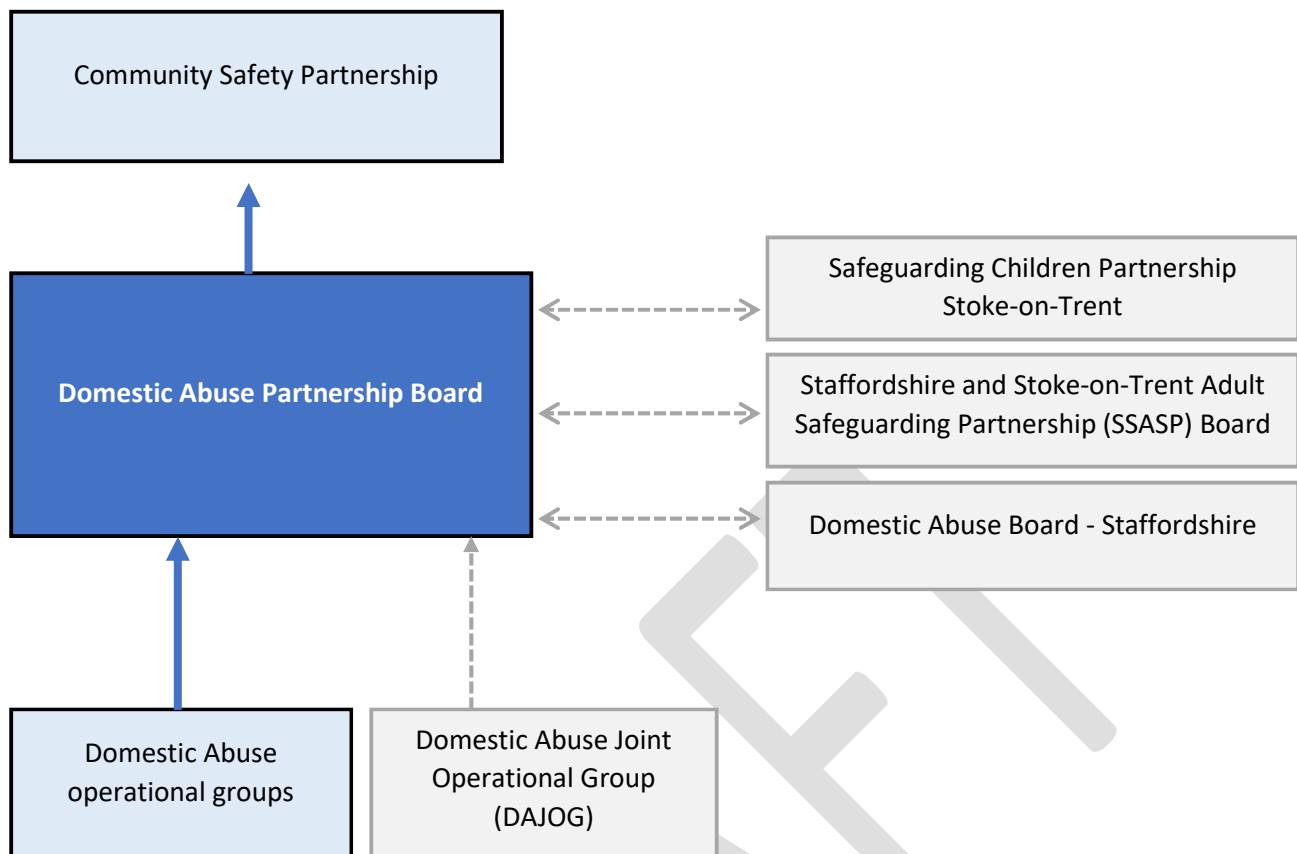 Community Safety Partnership
Domestic Abuse Partnership Board
Safeguarding Children Partnership
Stoke-on-Trent
Staffordshire and Stoke-on-Trent Adult
Safeguarding Partnership (SSASP) Board
Domestic Abuse Board - Staffordshire
Domestic Abuse
operational groups
Domestic Abuse Joint
Operational Group
(DAJOG)